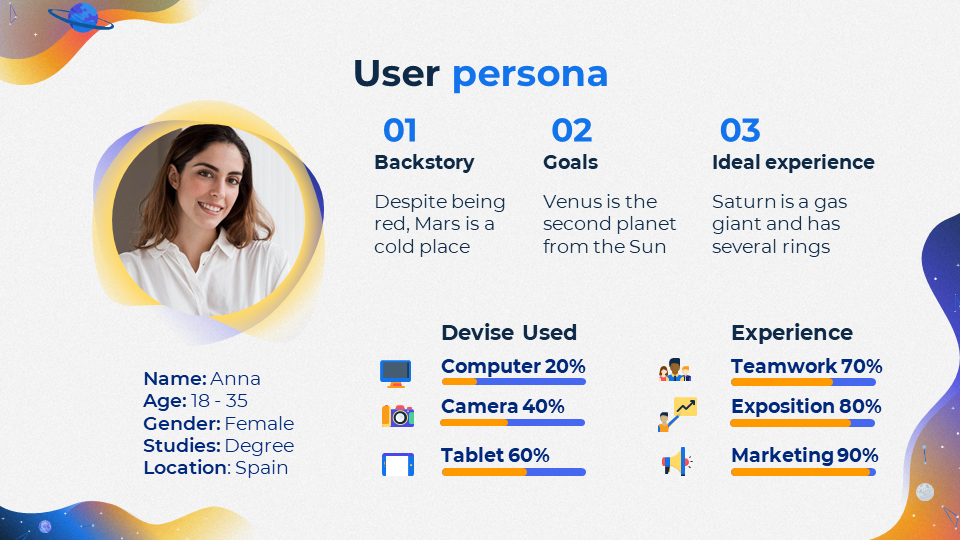 User persona
01
Backstory
Despite being
red, Mars is a
cold place
02
Goals
Venus is the
second planet
from the Sun
03
Ideal experience
Saturn is a gas
giant and has
several rings
Name: Anna
Age: 18 - 35
Gender: Female
Studies: Degree
Location: Spain
Devise Used
Computer 20%
Camera 40%
Tablet 60%
Experience
Teamwork 70%
Exposition 80%
Marketing 90%